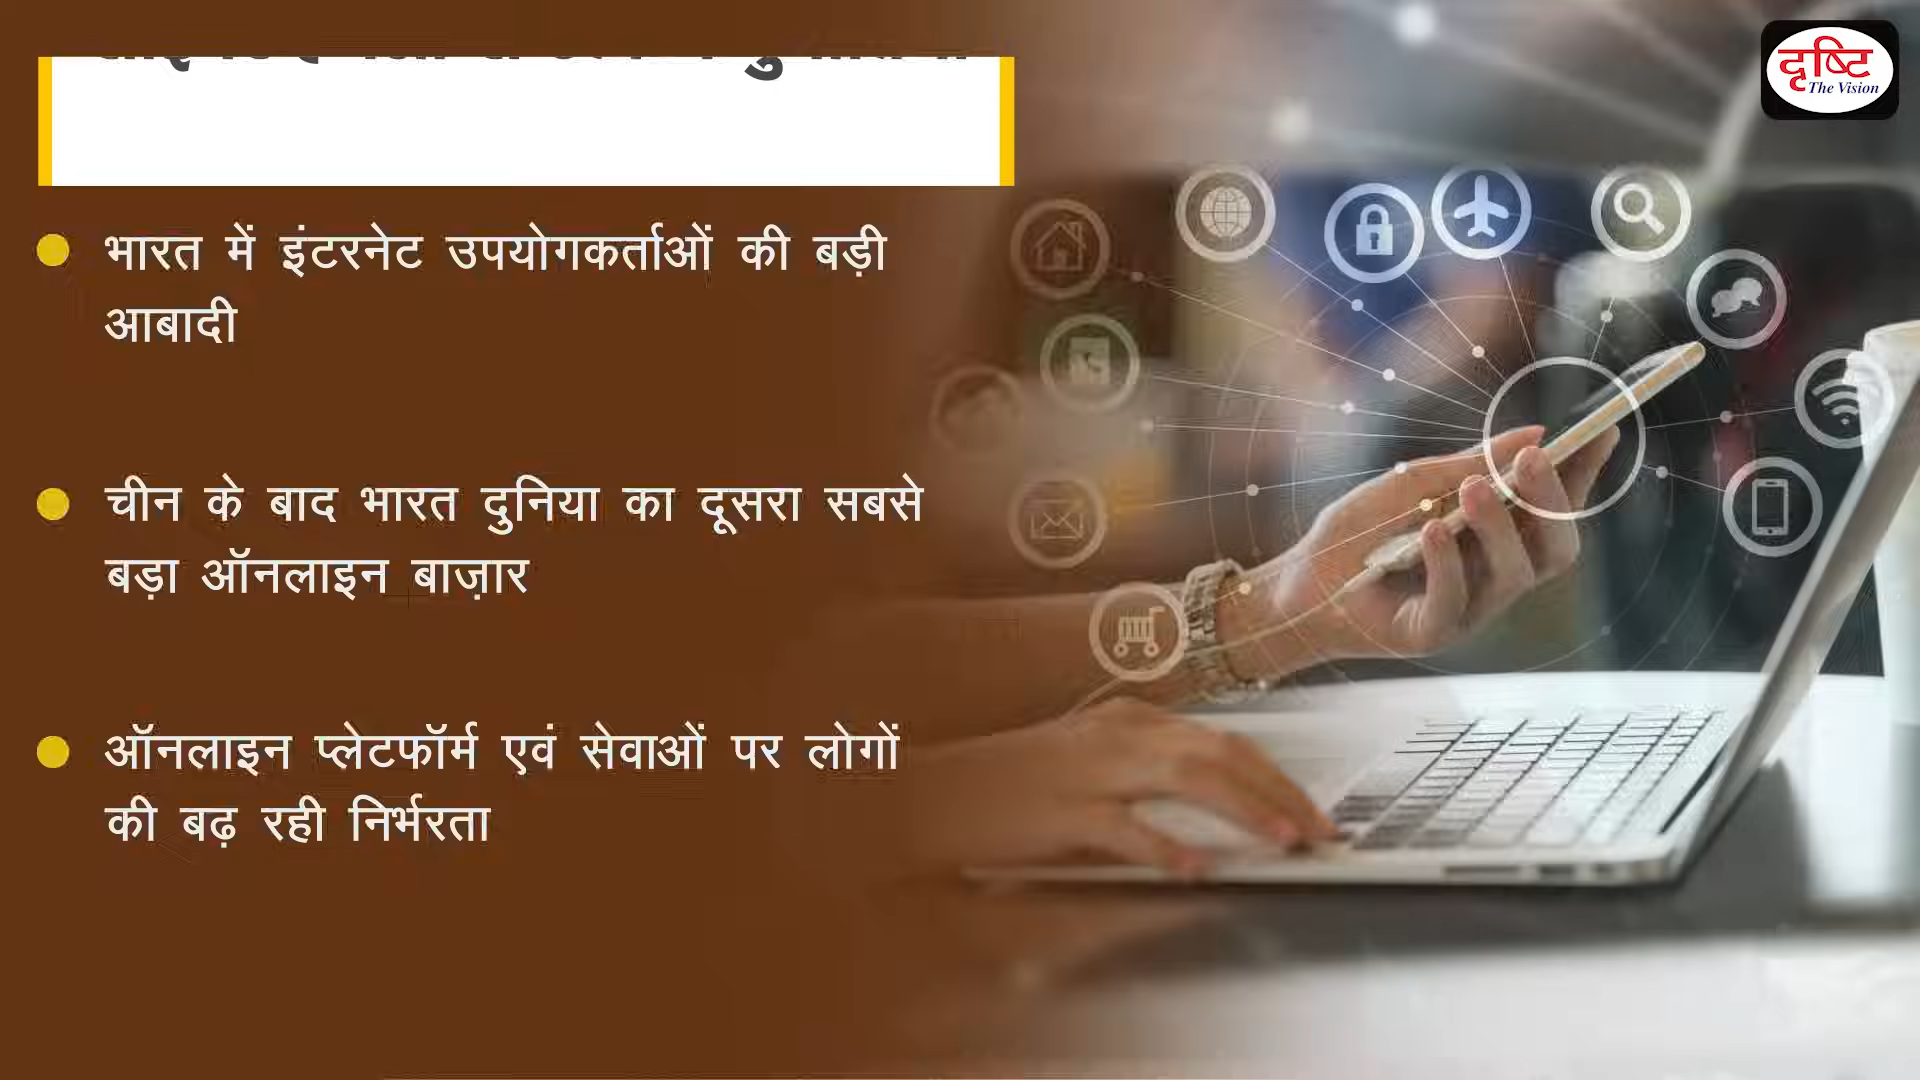 दृष्टि
The Vision
भारत में इंटरनेट उपयोगकर्ताओं की बड़ी
आबादी
चीन के बाद भारत दुनिया का दूसरा सबसे
बड़ा ऑनलाइन बाज़ार
ऑनलाइन प्लेटफॉर्म एवं सेवाओं पर लोगों
की बढ़ रही निर्भरता